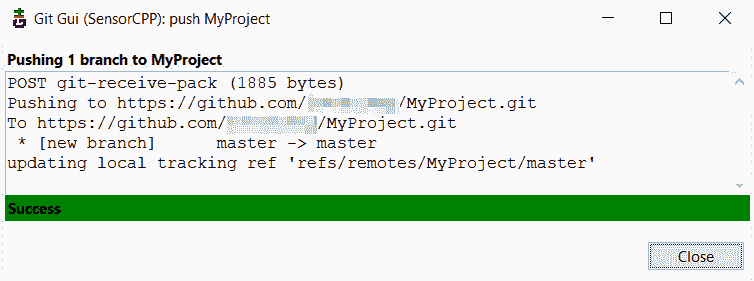 Git Gui (SensorCPP): push MyProject
Pushing 1 branch to MyProject
POST git-receive-pack (1885 bytes)
Pushing to https://github.com/ /MyProject.git
To https://github.com/ /MyProject.git
 * [new branch]      master -> master
updating local tracking ref 'refs/remotes/MyProject/master'
Success
Close